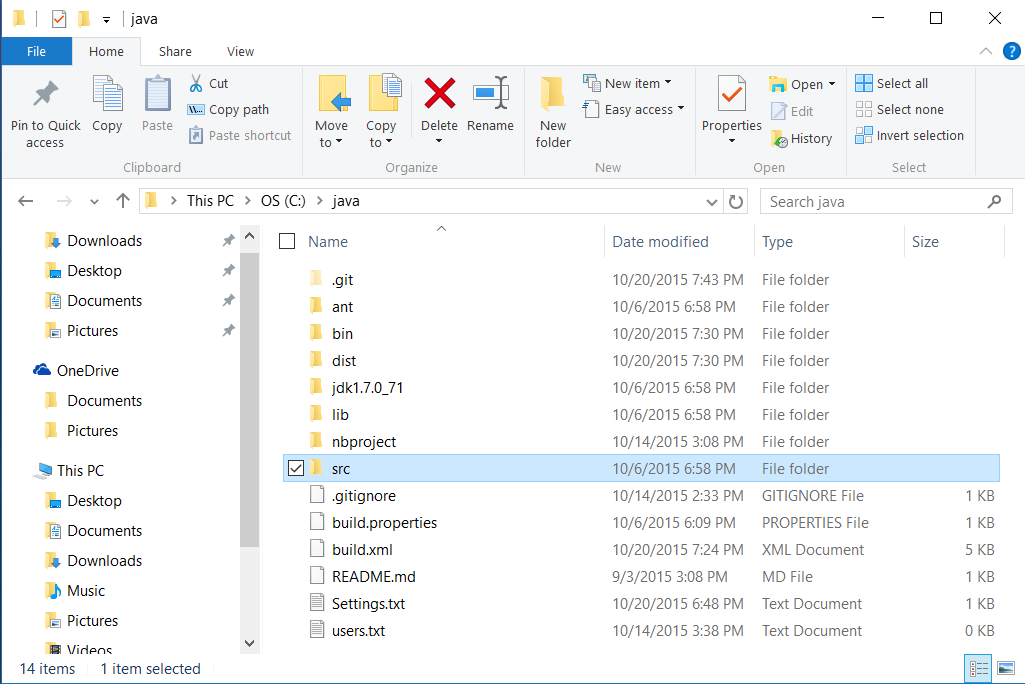 java
File Home Share View
Pin to Quick access
Copy
Paste
Cut
Copy path
Paste shortcut
Clipboard
Move to
Copy to
Delete
Rename
Organize
New folder
New item
Easy access
New
Properties
Open
Edit
History
Open
Select all
Select none
Invert selection
Select
This PC > OS (C:) > java
Search java
Downloads
Desktop
Documents
Pictures
OneDrive
Documents
Pictures
This PC
Desktop
Documents
Downloads
Music
Pictures
Videos
Name Date modified Type Size
.git 10/20/2015 7:43 PM File folder
ant 10/6/2015 6:58 PM File folder
bin 10/20/2015 7:30 PM File folder
dist 10/20/2015 7:30 PM File folder
jdk1.7.0_71 10/6/2015 6:58 PM File folder
lib 10/6/2015 6:58 PM File folder
nbproject 10/14/2015 3:08 PM File folder
src 10/6/2015 6:58 PM File folder
.gitignore 10/14/2015 2:33 PM GITIGNORE File 1 KB
build.properties 10/6/2015 6:09 PM PROPERTIES File 1 KB
build.xml 10/20/2015 7:24 PM XML Document 5 KB
README.md 9/3/2015 3:08 PM MD File 1 KB
Settings.txt 10/20/2015 6:48 PM Text Document 1 KB
users.txt 10/14/2015 3:38 PM Text Document 0 KB
14 items 1 item selected